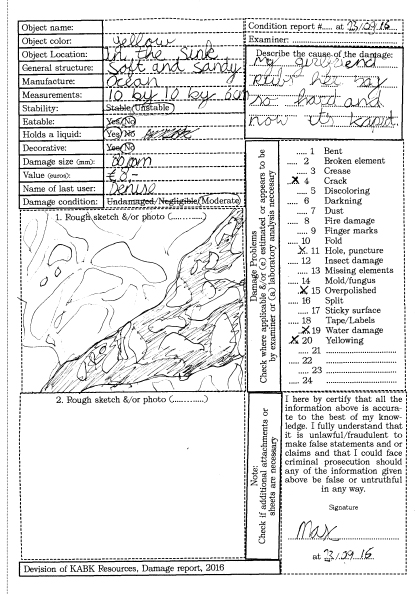 Object name:
Condition report #..... at 23/09 16
Object color: yellow
Examiner:
Object Location: in the Sink
General structure: Soft and sandy
Manufacture: Ocean
Measurements: 10 by 10 by 6cm
Stability: Stable/Unstable
Eatable: Yes/No
Holds a liquid: Yes/No
Decorative: Yes/No
Damage size (mm):
Value (euros): € 8,-
Name of last user: Denise
Damage condition: Undamaged/Negligible/Moderate
Describe the cause of the damage:
My girlfriend
her
so hard and
now it's kaput.
1. Rough sketch &/or photo (............)
2. Rough sketch &/or photo (............)
Damage Problems
Check where applicable &/or (e) estimated or appears to be
by examiner or (a) laboratory analysis necessary
..... 1 Bent
..... 2 Broken element
..... 3 Crease
X 4 Crack
..... 5 Discoloring
..... 6 Darkning
..... 7 Dust
..... 8 Fire damage
..... 9 Finger marks
..... 10 Fold
X 11 Hole, puncture
..... 12 Insect damage
..... 13 Missing elements
..... 14 Mold/fungus
X 15 Overpolished
..... 16 Split
..... 17 Sticky surface
..... 18 Tape/Labels
X 19 Water damage
X 20 Yellowing
..... 21 ....................
..... 22 ....................
..... 23 ....................
..... 24 ....................
Note:
Check if additional attachments or
sheets are necessary
I here by certify that all the
information above is accura-
te to the best of my know-
ledge. I fully understand that
it is unlawful/fraudulent to
make false statements and or
claims and that I could face
criminal prosecution should
any of the information given
above be false or untruthful
in any way.
Signature
Max
at 23/09 16
Devision of KABK Resources, Damage report, 2016